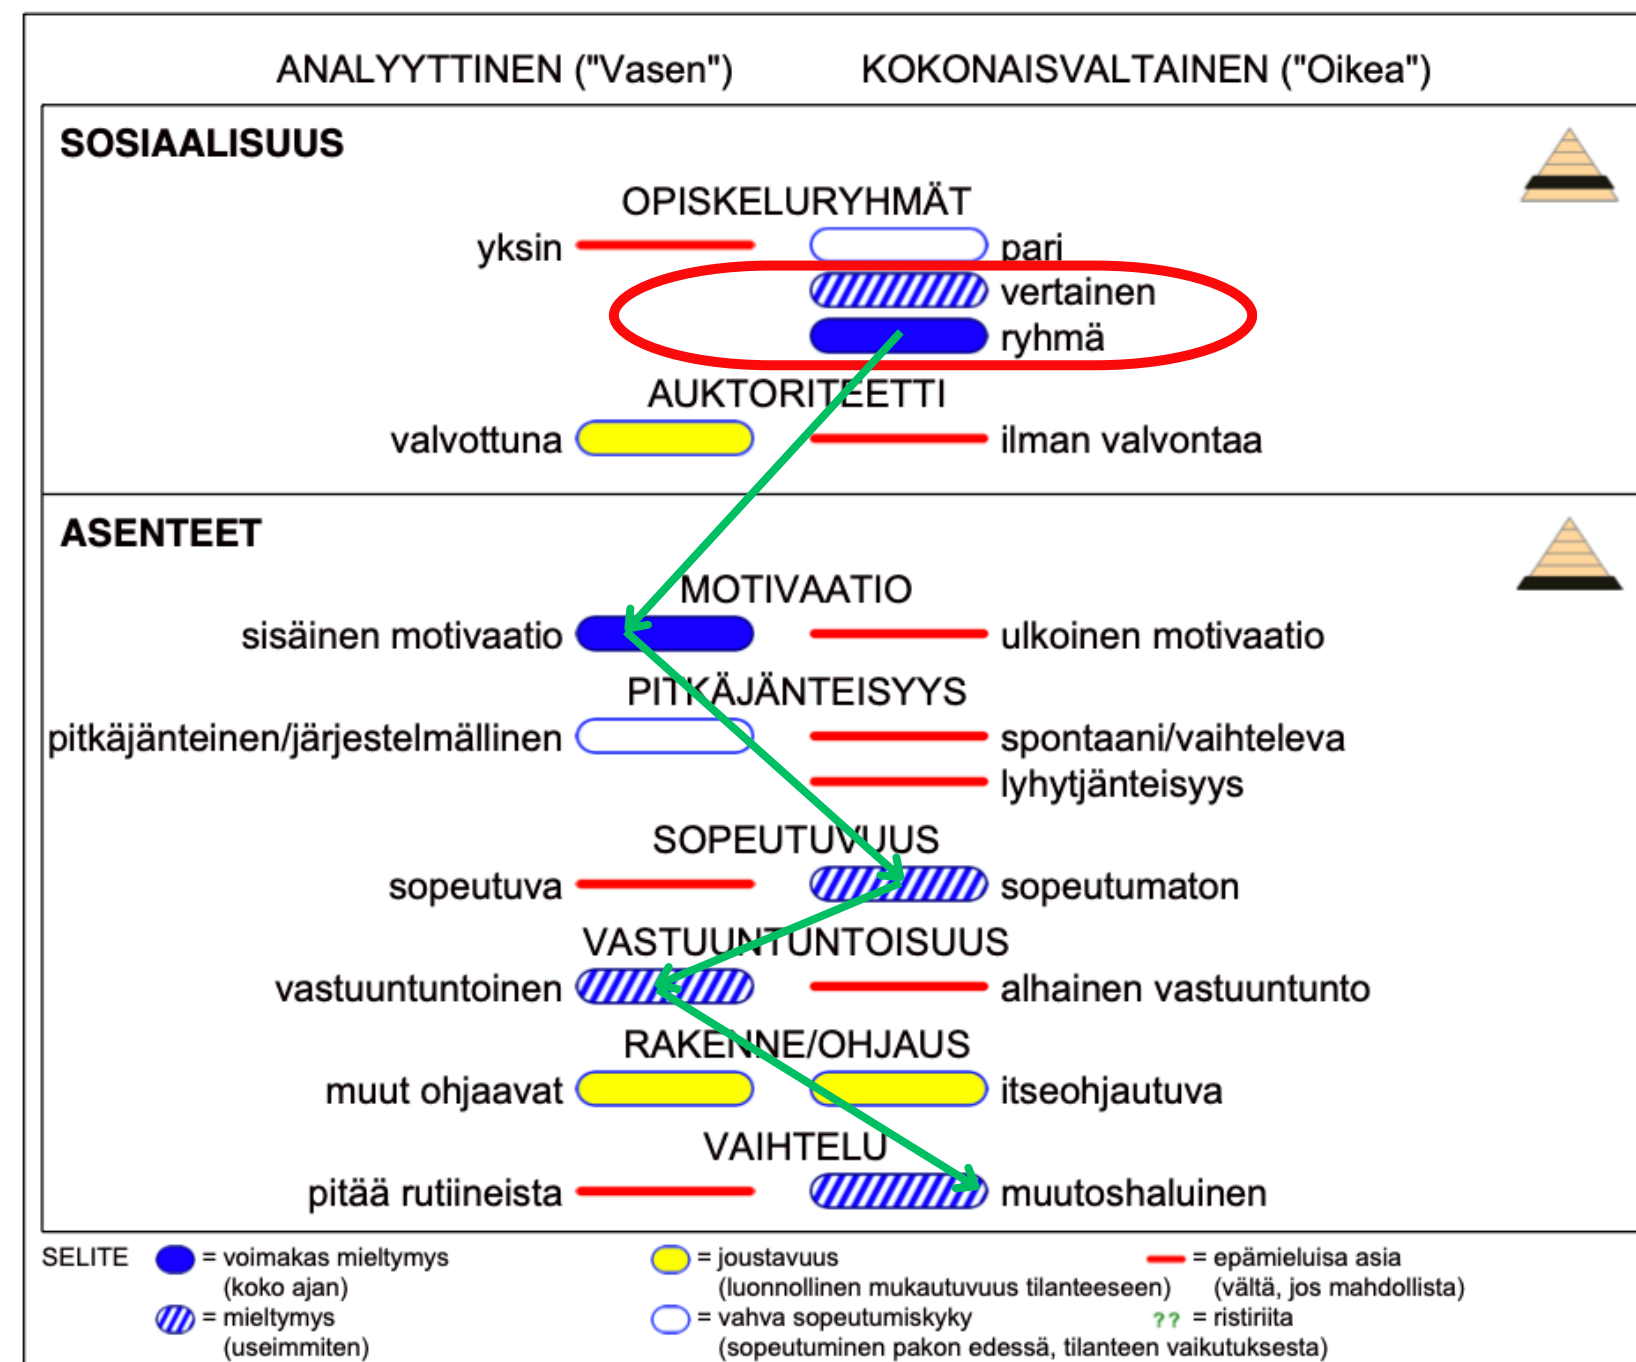 ANALYYTTINEN ("Vasen") KOKONAISVALTAINEN ("Oikea")
SOSIAALISUUS
OPISKELURYHMÄT
yksin pari
vertainen
ryhmä
AUKTORITEETTI
valvottuna ilman valvontaa
ASENTEET
MOTIVAATIO
sisäinen motivaatio ulkoinen motivaatio
PITKÄJÄNTEISYYS
pitkäjänteinen/järjestelmällinen spontaani/vaihteleva
lyhytjänteisyys
SOPEUTUVUUS
sopeutuva sopeutumaton
VASTUUNTUNTOISUUS
vastuuntuntoinen alhainen vastuuntunto
RAKENNE/OHJAUS
muut ohjaavat itseohjautuva
VAIHTELU
pitää rutiineista muutoshaluinen
SELITE = voimakas mieltymys = joustavuus = epämieluisa asia
(koko ajan) (luonnollinen mukautuvuus tilanteeseen) (vältä, jos mahdollista)
= mieltymys = vahva sopeutumiskyky ?? = ristiriita
(useimmiten) (sopeutuminen pakon edessä, tilanteen vaikutuksesta)